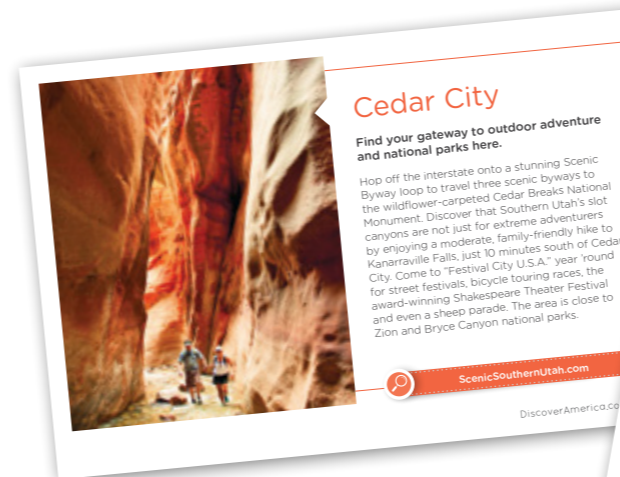 Cedar City
Find your gateway to outdoor adventure
and national parks here.
Hop off the interstate onto a stunning Scenic
Byway loop to travel three scenic byways to
the wildflower-carpeted Cedar Breaks National
Monument. Discover that Southern Utah's slot
canyons are not just for extreme adventurers
by enjoying a moderate, family-friendly hike to
Kanarraville Falls, just 10 minutes south of Cedar
City. Come to "Festival City U.S.A." year 'round
for street festivals, bicycle touring races, the
award-winning Shakespeare Theater Festival
and even a sheep parade. The area is close to
Zion and Bryce Canyon national parks.
ScenicSouthernUtah.com
DiscoverAmerica.co